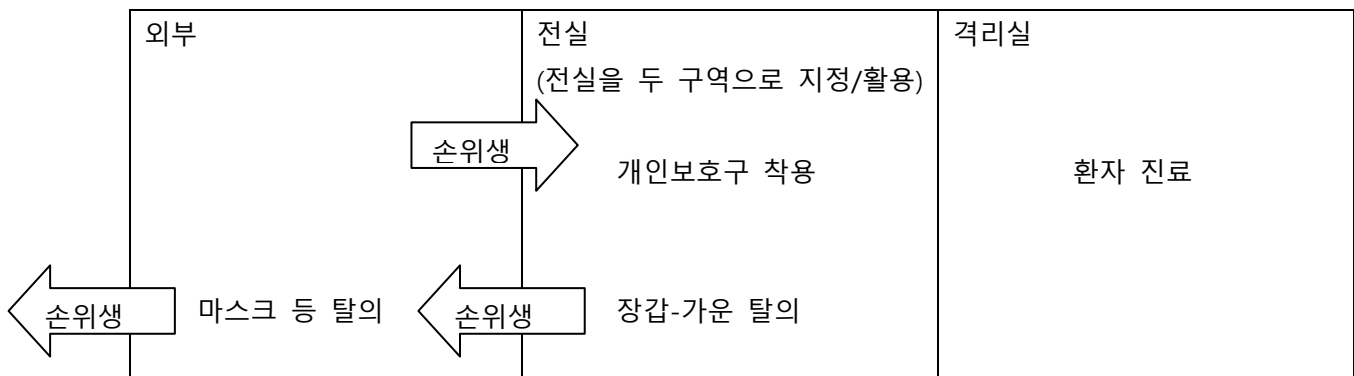 외부
전실
(전실을 두 구역으로 지정/활용)
격리실
손위생
개인보호구 착용
환자 진료
손위생
마스크 등 탈의
손위생
장갑-가운 탈의